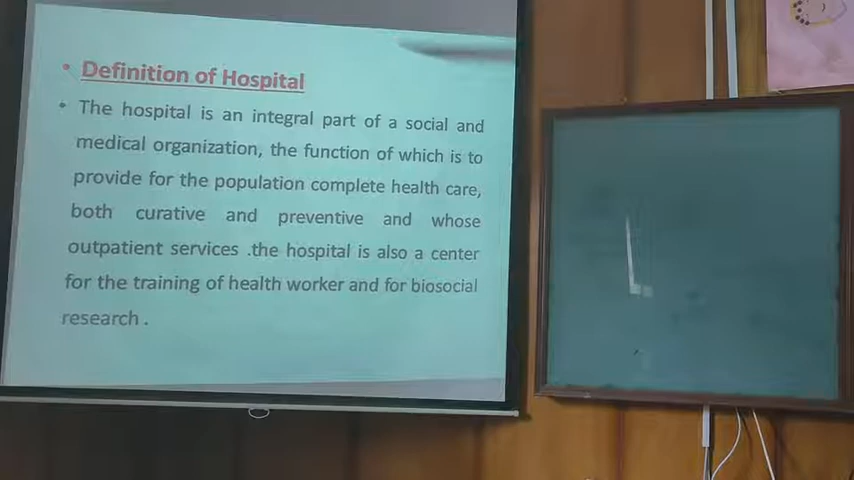 • Definition of Hospital
• The hospital is an integral part of a social and
medical organization, the function of which is to
provide for the population complete health care,
both curative and preventive and whose
outpatient services .the hospital is also a center
for the training of health worker and for biosocial
research .